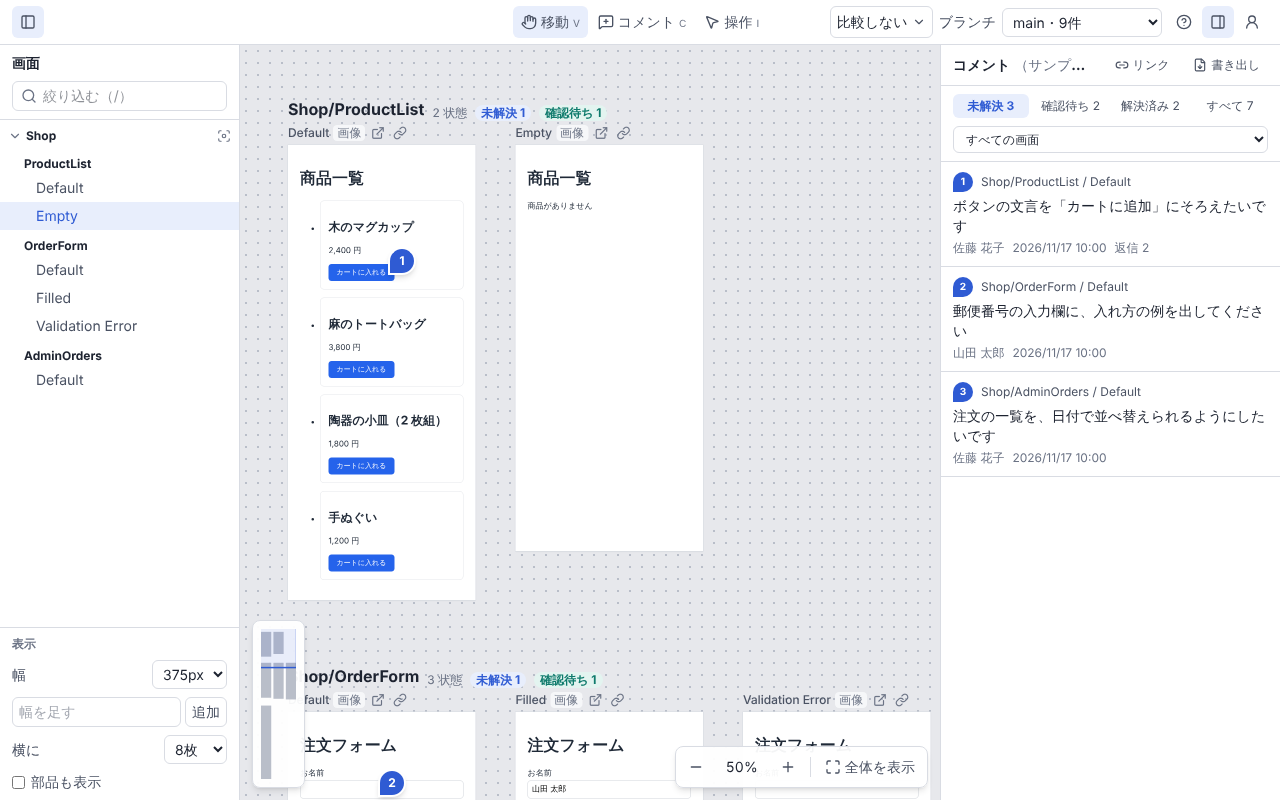 移動 V
コメント C
操作 I
比較しない
ブランチ
main・9件
画面
絞り込む（/）
Shop
ProductList
Default
Empty
OrderForm
Default
Filled
Validation Error
AdminOrders
Default
表示
幅
375px
幅を足す
追加
横に
8枚
部品も表示
Shop/ProductList 2 状態 未解決 1 確認待ち 1
Default 画像
Empty 画像
商品一覧
木のマグカップ
2,400 円
カートに入れる
1
麻のトートバッグ
3,800 円
カートに入れる
陶器の小皿（2 枚組）
1,800 円
カートに入れる
手ぬぐい
1,200 円
カートに入れる
商品一覧
商品がありません
hop/OrderForm 3 状態 未解決 1 確認待ち 1
fault 画像
Filled 画像
Validation Error 画像
注文フォーム
お名前
2
注文フォーム
お名前
山田 太郎
注文フォーム
50%
全体を表示
コメント （サンプ…
リンク
書き出し
未解決 3
確認待ち 2
解決済み 2
すべて 7
すべての画面
1 Shop/ProductList / Default
ボタンの文言を「カートに追加」にそろえたいで
す
佐藤 花子 2026/11/17 10:00 返信 2
2 Shop/OrderForm / Default
郵便番号の入力欄に、入れ方の例を出してくださ
い
山田 太郎 2026/11/17 10:00
3 Shop/AdminOrders / Default
注文の一覧を、日付で並べ替えられるようにした
いです
佐藤 花子 2026/11/17 10:00